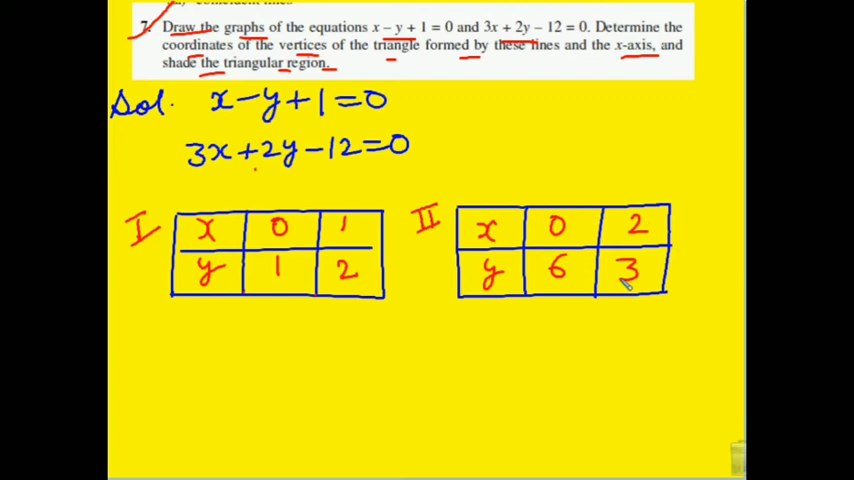 7. Draw the graphs of the equations x – y + 1 = 0 and 3x + 2y – 12 = 0. Determine the
coordinates of the vertices of the triangle formed by these lines and the x-axis, and
shade the triangular region.
Sol. x - y + 1 = 0
3x + 2y - 12 = 0
I x 0 1
y 1 2
II x 0 2
y 6 3